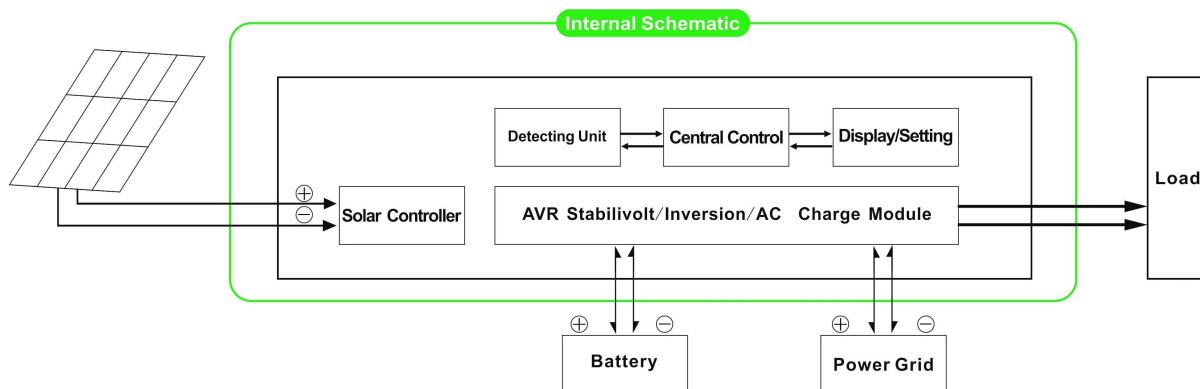 Internal Schematic
Detecting Unit
Central Control
Display/Setting
Load
+
−
Solar Controller
AVR Stabilivolt/Inversion/AC Charge Module
+
−
+
−
Battery
Power Grid